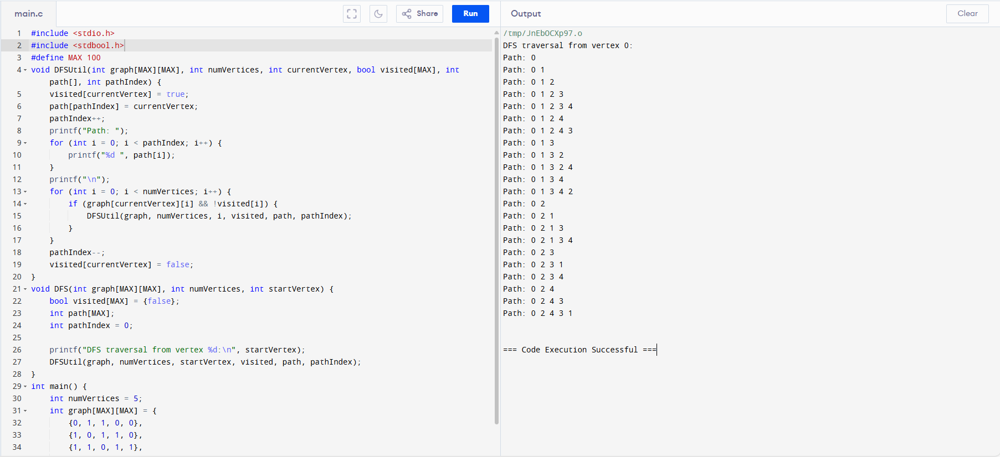 main.c
Share
Run
Output
Clear
1 #include <stdio.h>
2 #include <stdbool.h>
3 #define MAX 100
4 void DFSUtil(int graph[MAX][MAX], int numVertices, int currentVertex, bool visited[MAX], int
path[], int pathIndex) {
5 visited[currentVertex] = true;
6 path[pathIndex] = currentVertex;
7 pathIndex++;
8 printf("Path: ");
9 for (int i = 0; i < pathIndex; i++) {
10 printf("%d ", path[i]);
11 }
12 printf("\n");
13 for (int i = 0; i < numVertices; i++) {
14 if (graph[currentVertex][i] && !visited[i]) {
15 DFSUtil(graph, numVertices, i, visited, path, pathIndex);
16 }
17 }
18 pathIndex--;
19 visited[currentVertex] = false;
20 }
21 void DFS(int graph[MAX][MAX], int numVertices, int startVertex) {
22 bool visited[MAX] = {false};
23 int path[MAX];
24 int pathIndex = 0;
25
26 printf("DFS traversal from vertex %d:\n", startVertex);
27 DFSUtil(graph, numVertices, startVertex, visited, path, pathIndex);
28 }
29 int main() {
30 int numVertices = 5;
31 int graph[MAX][MAX] = {
32 {0, 1, 1, 0, 0},
33 {1, 0, 1, 1, 0},
34 {1, 1, 0, 1, 1},
/tmp/JnEbOCXp97.o
DFS traversal from vertex 0:
Path: 0
Path: 0 1
Path: 0 1 2
Path: 0 1 2 3
Path: 0 1 2 3 4
Path: 0 1 2 4
Path: 0 1 2 4 3
Path: 0 1 3
Path: 0 1 3 2
Path: 0 1 3 2 4
Path: 0 1 3 4
Path: 0 1 3 4 2
Path: 0 2
Path: 0 2 1
Path: 0 2 1 3
Path: 0 2 1 3 4
Path: 0 2 3
Path: 0 2 3 1
Path: 0 2 3 4
Path: 0 2 4
Path: 0 2 4 3
Path: 0 2 4 3 1
=== Code Execution Successful ===